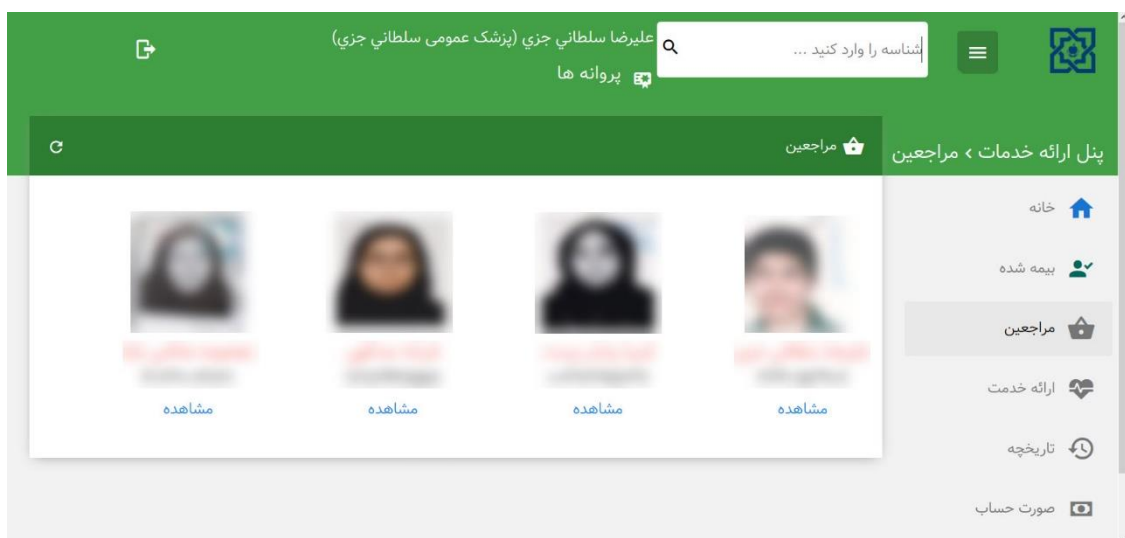 شناسه را وارد کنید ...
علیرضا سلطاني جزي (پزشک عمومی سلطاني جزي)
پروانه ها
پنل ارائه خدمات › مراجعین
مراجعین
خانه
بیمه شده
مراجعین
ارائه خدمت
تاریخچه
صورت حساب
مشاهده
مشاهده
مشاهده
مشاهده